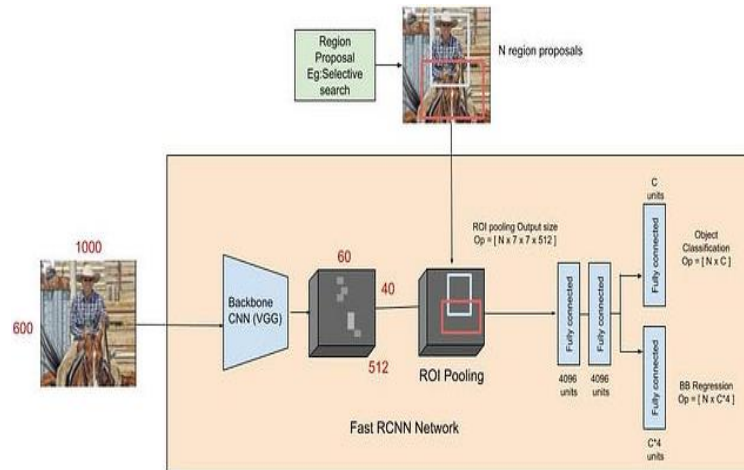 Region
Proposal
Eg:Selective
search
N region proposals
1000
600
Backbone
CNN (VGG)
60
40
512
ROI pooling Output size
Op = [ N x 7 x 7 x 512 ]
ROI Pooling
Fully connected
4096
units
Fully connected
4096
units
C
units
Fully connected
Object
Classification
Op = [ N x C ]
Fully connected
BB Regression
Op = [ N x C*4 ]
C*4
units
Fast RCNN Network